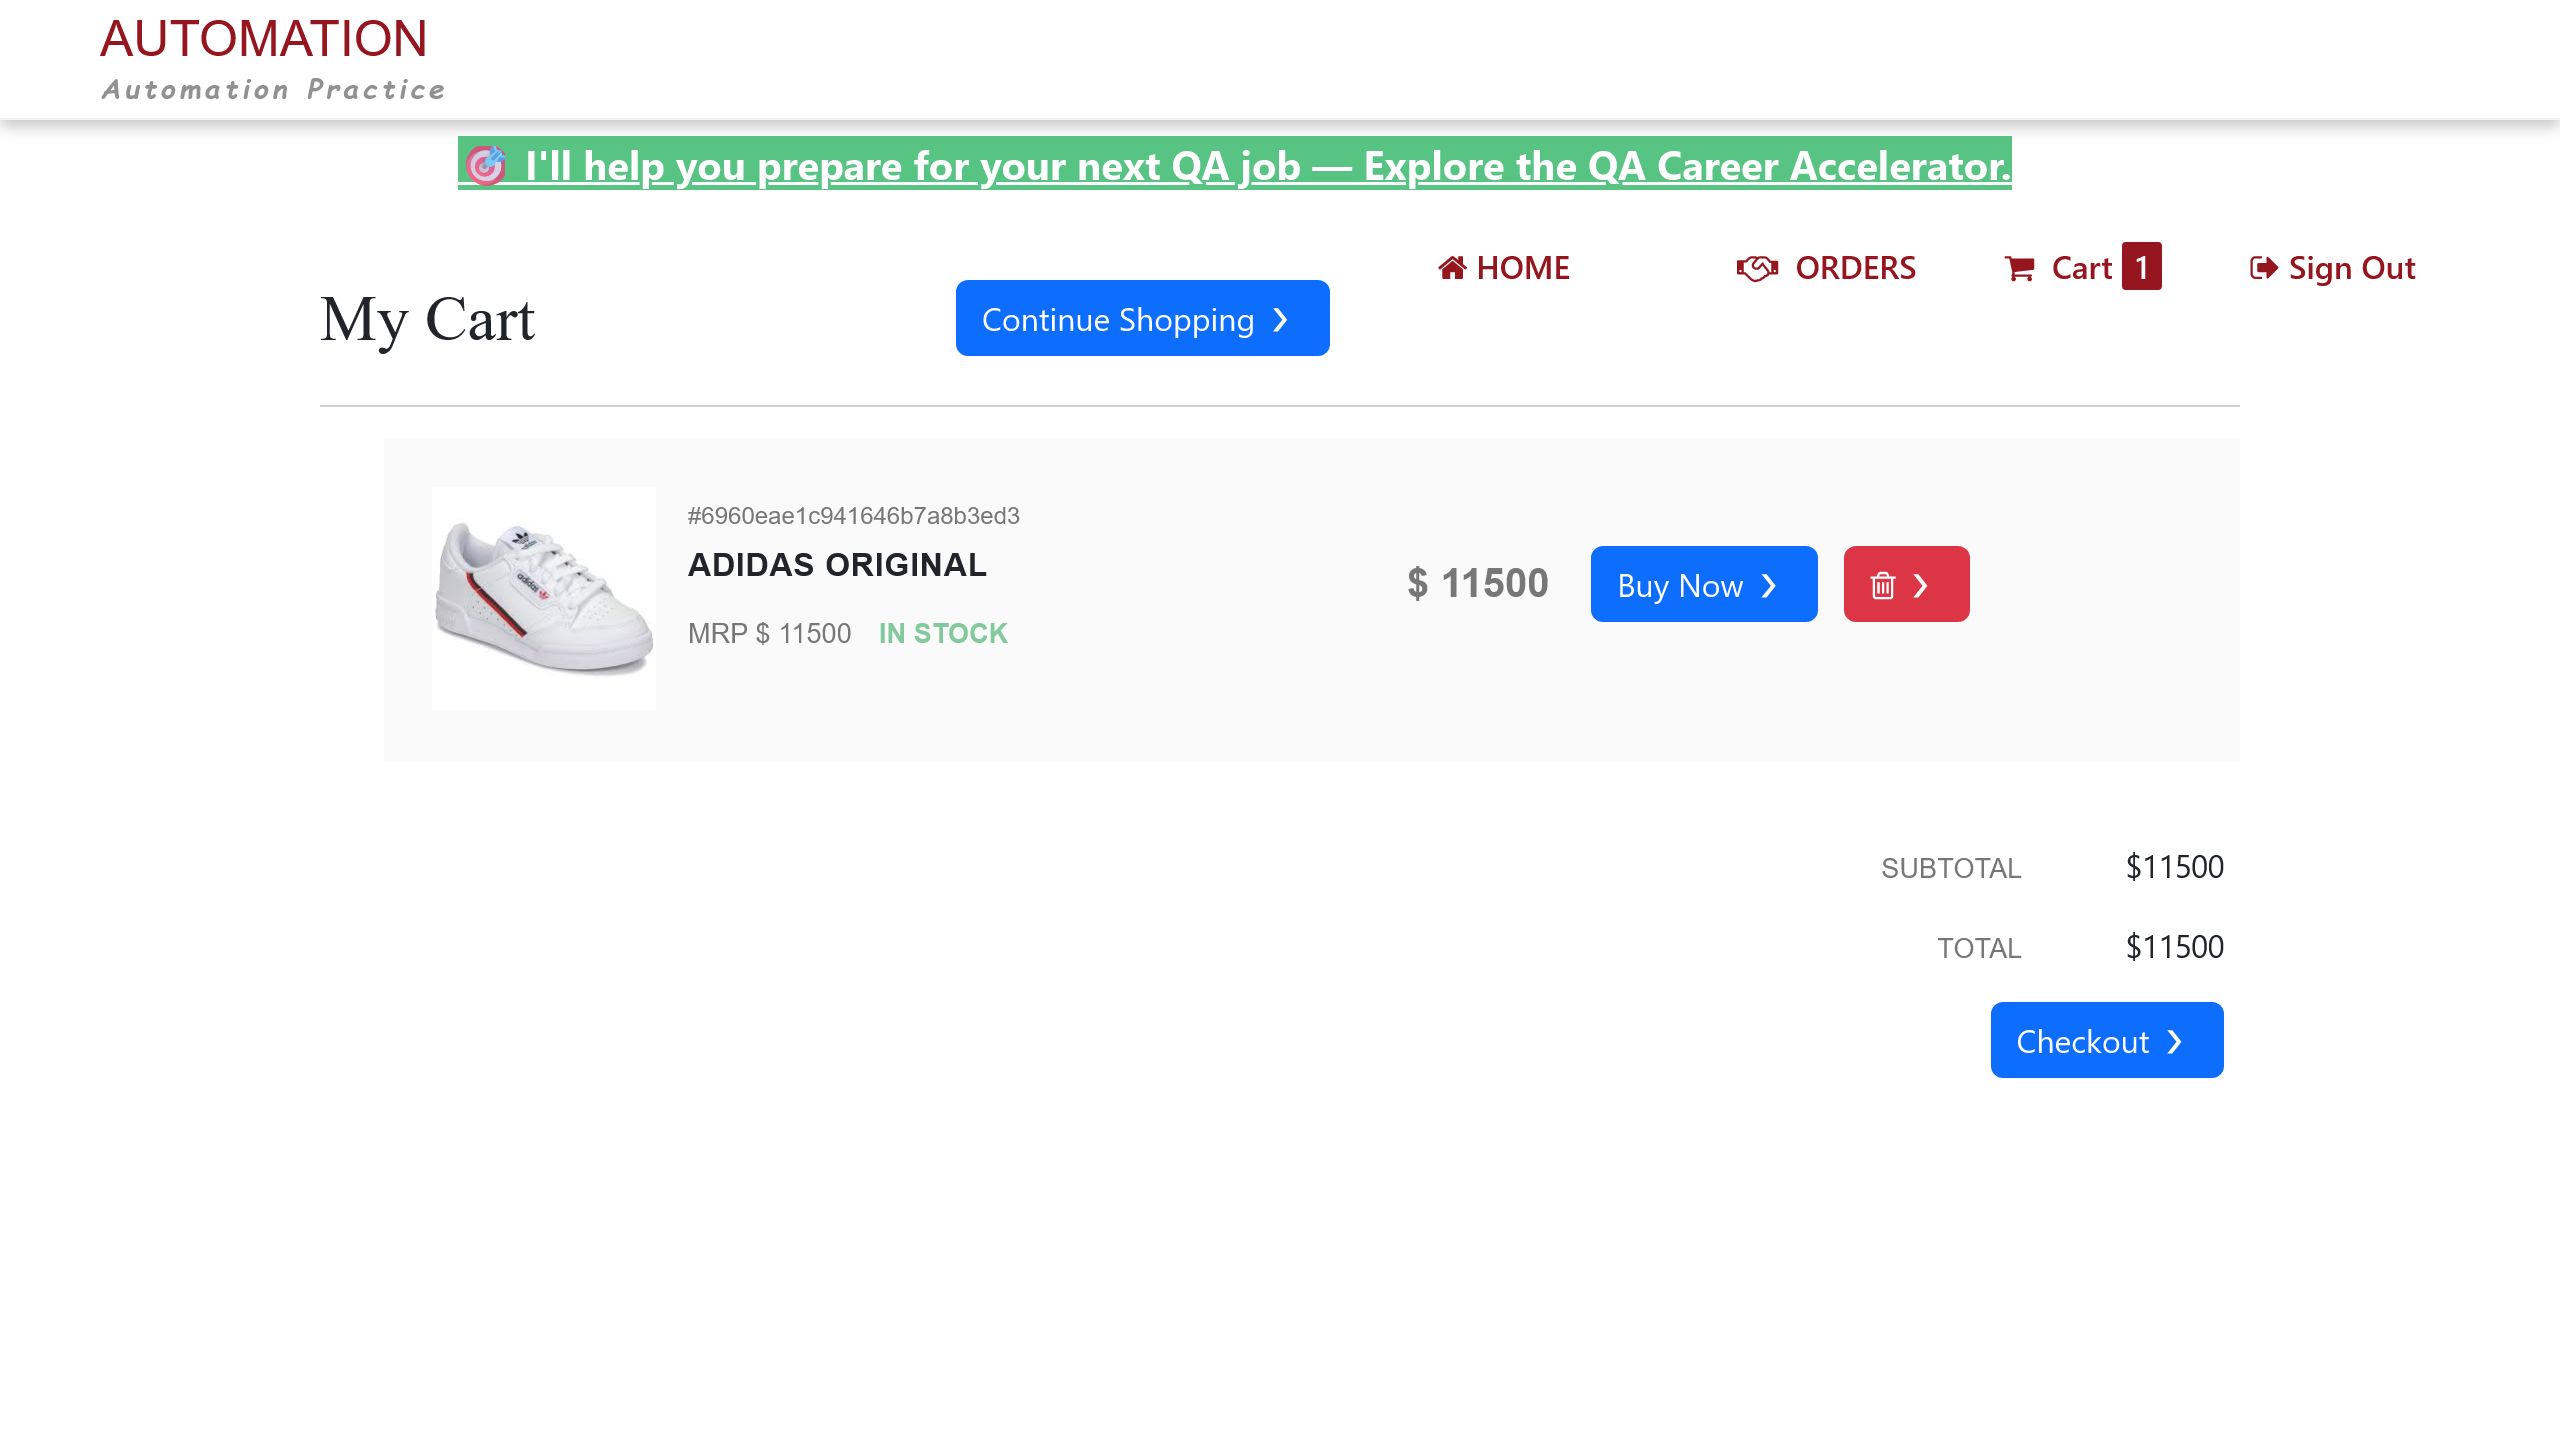 AUTOMATION
Automation Practice
🎯 I'll help you prepare for your next QA job — Explore the QA Career Accelerator.
HOME
ORDERS
Cart 1
Sign Out
My Cart
Continue Shopping ❯
#6960eae1c941646b7a8b3ed3
ADIDAS ORIGINAL
MRP $ 11500
IN STOCK
$ 11500
Buy Now ❯
❯
adidas
SUBTOTAL $11500
TOTAL $11500
Checkout ❯